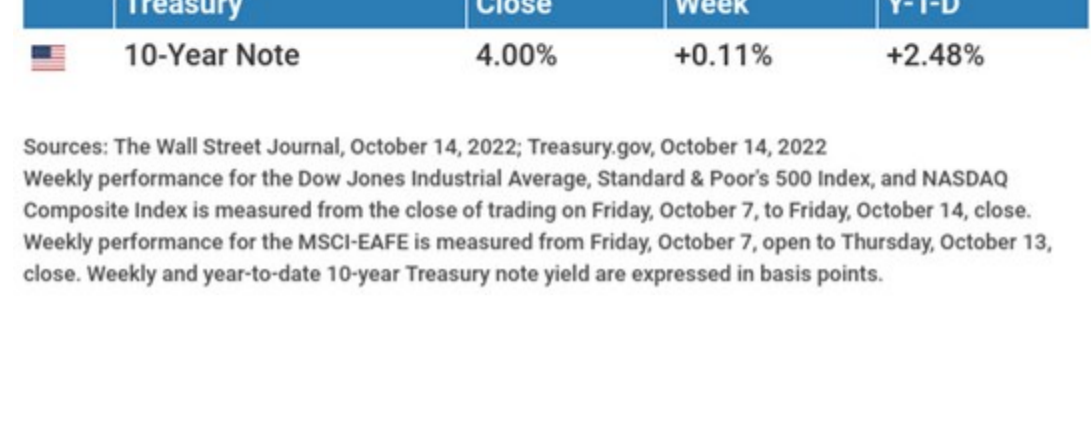 Treasury Close Week Y-T-D
10-Year Note 4.00% +0.11% +2.48%
Sources: The Wall Street Journal, October 14, 2022; Treasury.gov, October 14, 2022
Weekly performance for the Dow Jones Industrial Average, Standard & Poor's 500 Index, and NASDAQ
Composite Index is measured from the close of trading on Friday, October 7, to Friday, October 14, close.
Weekly performance for the MSCI-EAFE is measured from Friday, October 7, open to Thursday, October 13,
close. Weekly and year-to-date 10-year Treasury note yield are expressed in basis points.